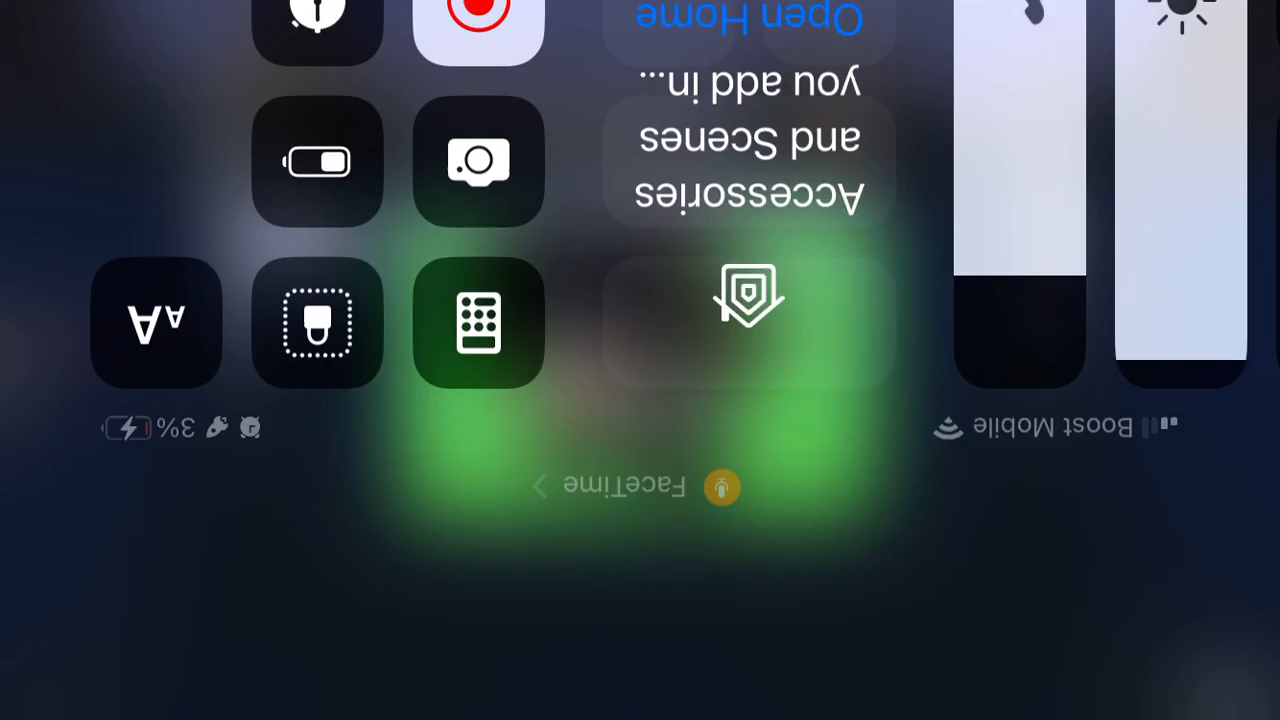 FaceTime
Boost Mobile
3%
Accessories
and Scenes
you add in...
Open Home
AA